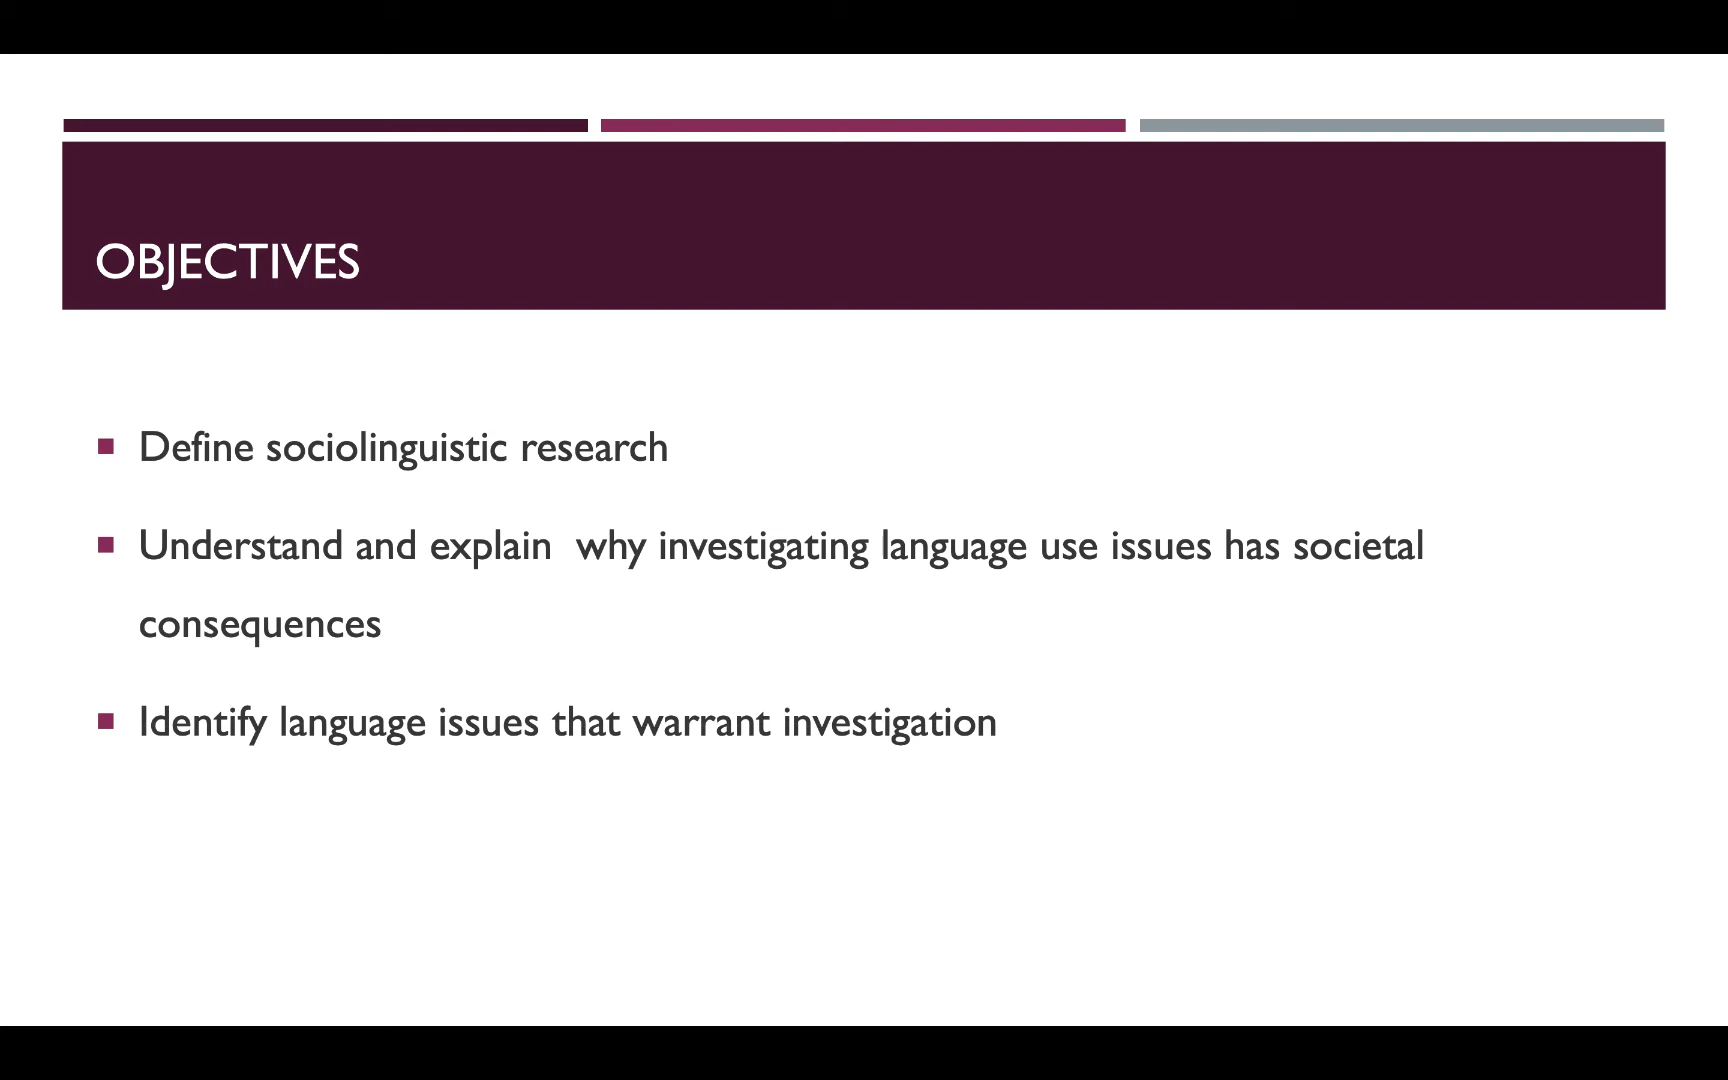 OBJECTIVES
Define sociolinguistic research
Understand and explain  why investigating language use issues has societal
consequences
Identify language issues that warrant investigation